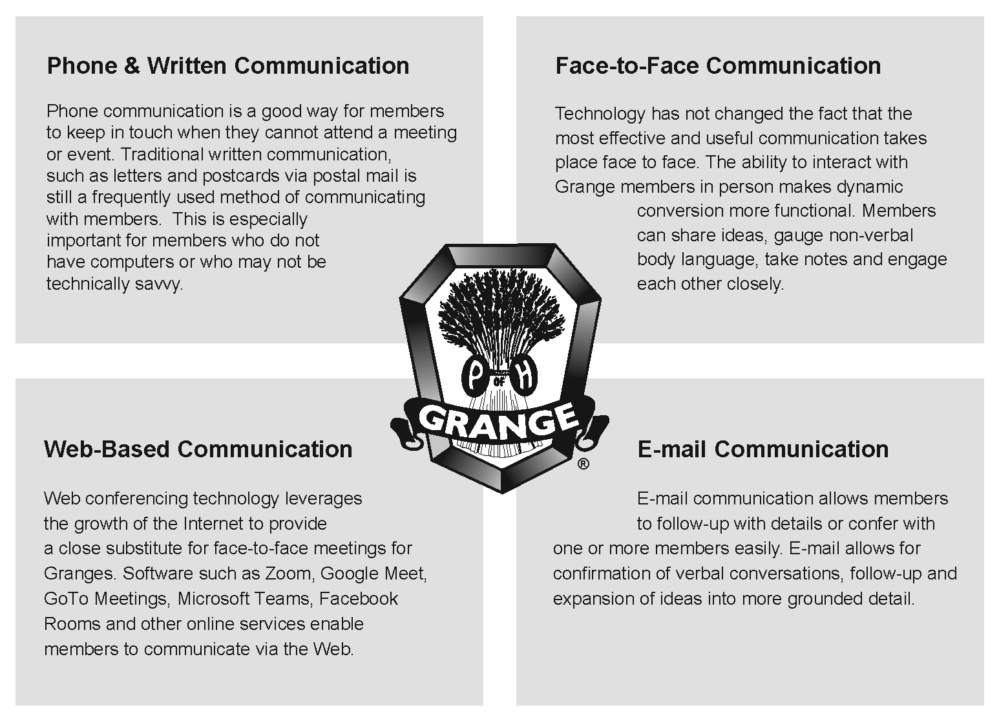 Phone & Written Communication
Phone communication is a good way for members
to keep in touch when they cannot attend a meeting
or event. Traditional written communication,
such as letters and postcards via postal mail is
still a frequently used method of communicating
with members.  This is especially
important for members who do not
have computers or who may not be
technically savvy.
Face-to-Face Communication
Technology has not changed the fact that the
most effective and useful communication takes
place face to face. The ability to interact with
Grange members in person makes dynamic
conversion more functional. Members
can share ideas, gauge non-verbal
body language, take notes and engage
each other closely.
P OF H
GRANGE
®
Web-Based Communication
Web conferencing technology leverages
the growth of the Internet to provide
a close substitute for face-to-face meetings for
Granges. Software such as Zoom, Google Meet,
GoTo Meetings, Microsoft Teams, Facebook
Rooms and other online services enable
members to communicate via the Web.
E-mail Communication
E-mail communication allows members
to follow-up with details or confer with
one or more members easily. E-mail allows for
confirmation of verbal conversations, follow-up and
expansion of ideas into more grounded detail.